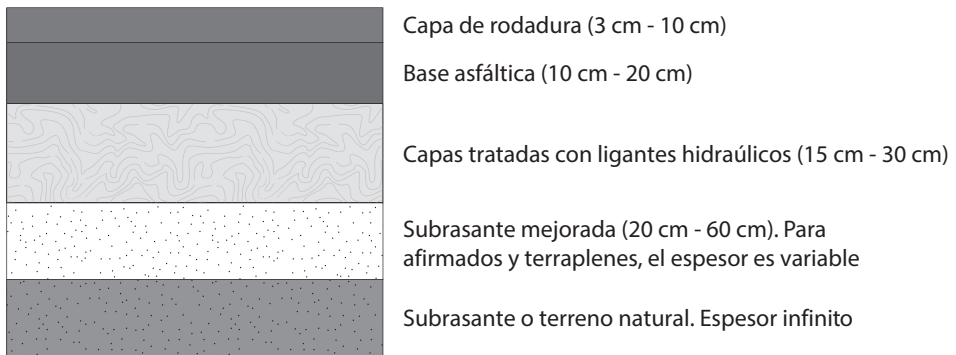 Capa de rodadura (3 cm - 10 cm)
Base asfáltica (10 cm - 20 cm)
Capas tratadas con ligantes hidraúlicos (15 cm - 30 cm)
Subrasante mejorada (20 cm - 60 cm). Para
afirmados y terraplenes, el espesor es variable
Subrasante o terreno natural. Espesor infinito